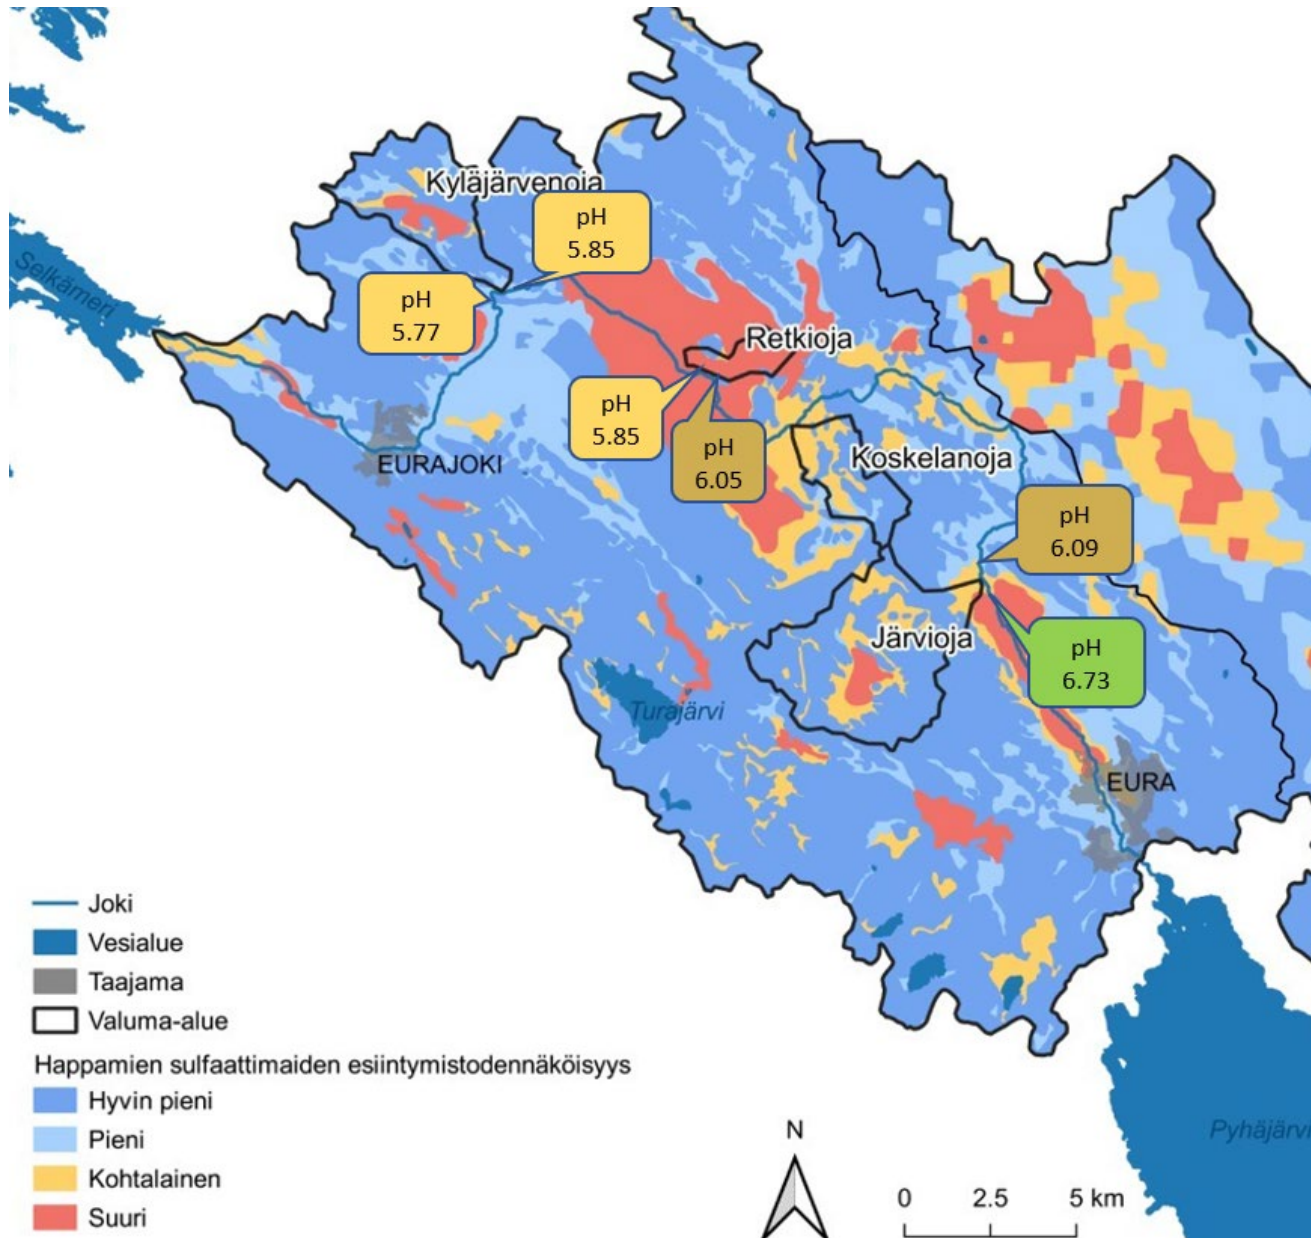 Kyläjärvenoja
pH
5.85
Selkämeri
pH
5.77
Retkioja
pH
5.85
pH
6.05
EURAJOKI
Koskelanoja
pH
6.09
Järvioja
pH
6.73
Turajärvi
EURA
Joki
Vesialue
Taajama
Valuma-alue
Happamien sulfaattimaiden esiintymistodennäköisyys
Hyvin pieni
Pieni
Kohtalainen
Suuri
Pyhäjärvi
N
0 2.5 5 km